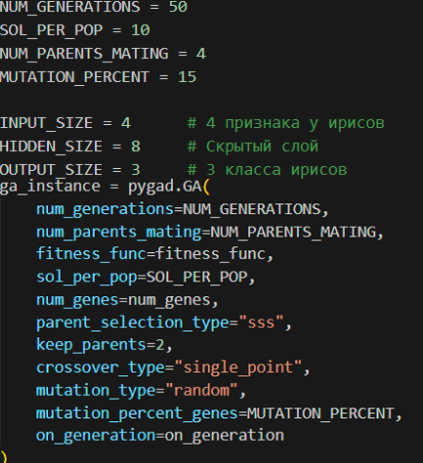 NUM_GENERATIONS = 50
SOL_PER_POP = 10
NUM_PARENTS_MATING = 4
MUTATION_PERCENT = 15
INPUT_SIZE = 4      # 4 признака у ирисов
HIDDEN_SIZE = 8     # Скрытый слой
OUTPUT_SIZE = 3     # 3 класса ирисов
ga_instance = pygad.GA(
    num_generations=NUM_GENERATIONS,
    num_parents_mating=NUM_PARENTS_MATING,
    fitness_func=fitness_func,
    sol_per_pop=SOL_PER_POP,
    num_genes=num_genes,
    parent_selection_type="sss",
    keep_parents=2,
    crossover_type="single_point",
    mutation_type="random",
    mutation_percent_genes=MUTATION_PERCENT,
    on_generation=on_generation
)